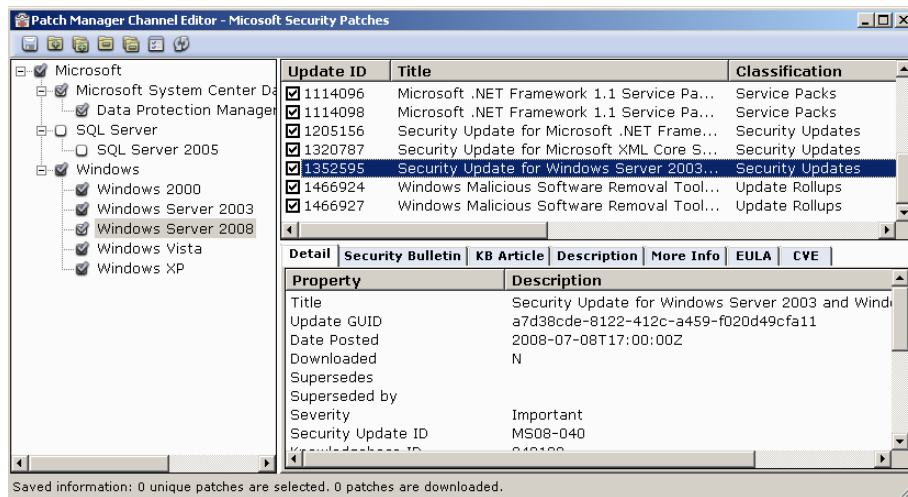 Patch Manager Channel Editor - Micosoft Security Patches
Microsoft
Microsoft System Center Da
Data Protection Manager
SQL Server
SQL Server 2005
Windows
Windows 2000
Windows Server 2003
Windows Server 2008
Windows Vista
Windows XP
Update ID Title Classification
1114096 Microsoft .NET Framework 1.1 Service Pa... Service Packs
1114098 Microsoft .NET Framework 1.1 Service Pa... Service Packs
1205156 Security Update for Microsoft .NET Frame... Security Updates
1320787 Security Update for Microsoft XML Core S... Security Updates
1352595 Security Update for Windows Server 2003... Security Updates
1466924 Windows Malicious Software Removal Tool... Update Rollups
1466927 Windows Malicious Software Removal Tool... Update Rollups
Detail Security Bulletin KB Article Description More Info EULA CVE
Property Description
Title Security Update for Windows Server 2003 and Wind
Update GUID a7d38cde-8122-412c-a459-f020d49cfa11
Date Posted 2008-07-08T17:00:00Z
Downloaded N
Supersedes
Superseded by
Severity Important
Security Update ID MS08-040
Saved information: 0 unique patches are selected. 0 patches are downloaded.